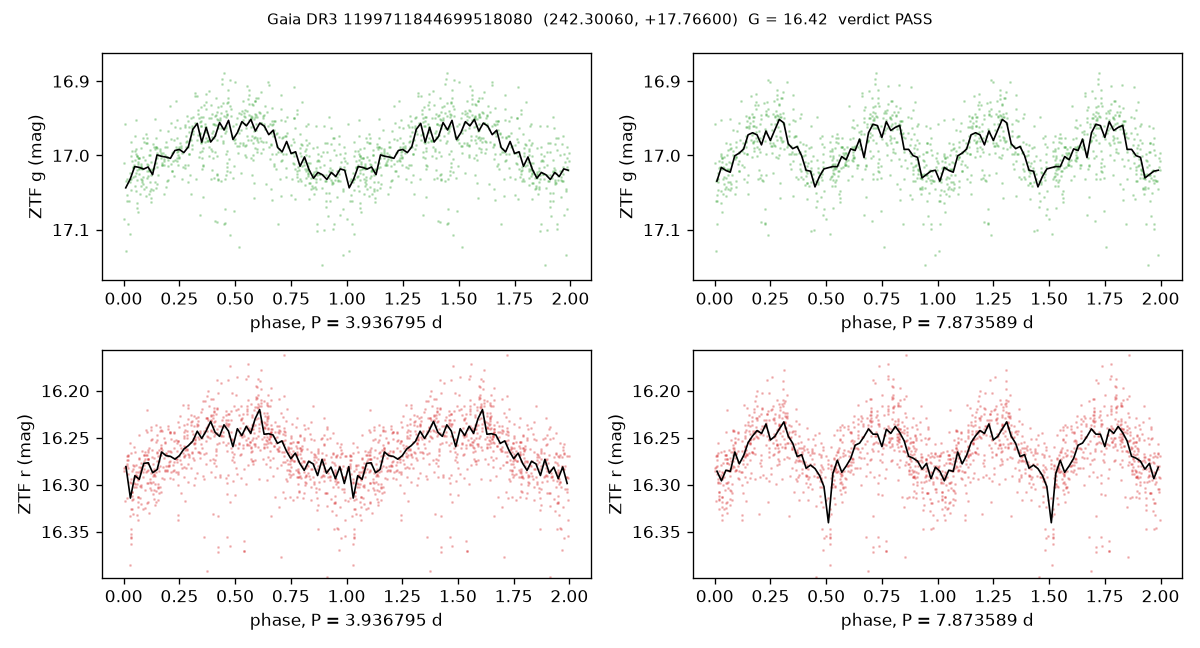 Gaia DR3 1199711844699518080 (242.30060, +17.76600) G = 16.42 verdict PASS
ZTF g (mag)
16.9
17.0
17.1
0.00 0.25 0.50 0.75 1.00 1.25 1.50 1.75 2.00
phase, P = 3.936795 d
ZTF g (mag)
16.9
17.0
17.1
0.00 0.25 0.50 0.75 1.00 1.25 1.50 1.75 2.00
phase, P = 7.873589 d
ZTF r (mag)
16.20
16.25
16.30
16.35
0.00 0.25 0.50 0.75 1.00 1.25 1.50 1.75 2.00
phase, P = 3.936795 d
ZTF r (mag)
16.20
16.25
16.30
16.35
0.00 0.25 0.50 0.75 1.00 1.25 1.50 1.75 2.00
phase, P = 7.873589 d